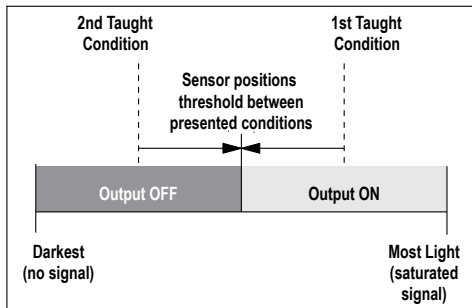 2nd Taught
Condition
1st Taught
Condition
Sensor positions
threshold between
presented conditions
Output OFF
Output ON
Darkest
(no signal)
Most Light
(saturated
signal)